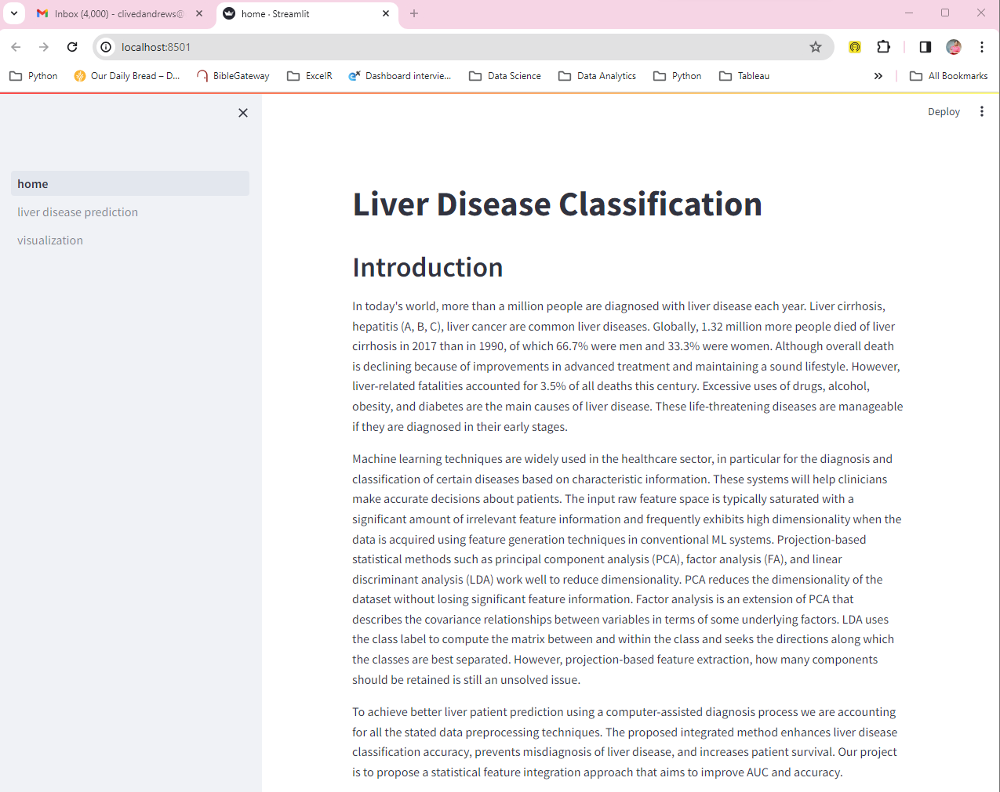 Inbox (4,000) - clivedandrews@
home · Streamlit
localhost:8501
Python
Our Daily Bread – D...
BibleGateway
ExcelR
Dashboard intervie...
Data Science
Data Analytics
Python
Tableau
All Bookmarks
Deploy
home
liver disease prediction
visualization
Liver Disease Classification
Introduction
In today's world, more than a million people are diagnosed with liver disease each year. Liver cirrhosis,
hepatitis (A, B, C), liver cancer are common liver diseases. Globally, 1.32 million more people died of liver
cirrhosis in 2017 than in 1990, of which 66.7% were men and 33.3% were women. Although overall death
is declining because of improvements in advanced treatment and maintaining a sound lifestyle. However,
liver-related fatalities accounted for 3.5% of all deaths this century. Excessive uses of drugs, alcohol,
obesity, and diabetes are the main causes of liver disease. These life-threatening diseases are manageable
if they are diagnosed in their early stages.
Machine learning techniques are widely used in the healthcare sector, in particular for the diagnosis and
classification of certain diseases based on characteristic information. These systems will help clinicians
make accurate decisions about patients. The input raw feature space is typically saturated with a
significant amount of irrelevant feature information and frequently exhibits high dimensionality when the
data is acquired using feature generation techniques in conventional ML systems. Projection-based
statistical methods such as principal component analysis (PCA), factor analysis (FA), and linear
discriminant analysis (LDA) work well to reduce dimensionality. PCA reduces the dimensionality of the
dataset without losing significant feature information. Factor analysis is an extension of PCA that
describes the covariance relationships between variables in terms of some underlying factors. LDA uses
the class label to compute the matrix between and within the class and seeks the directions along which
the classes are best separated. However, projection-based feature extraction, how many components
should be retained is still an unsolved issue.
To achieve better liver patient prediction using a computer-assisted diagnosis process we are accounting
for all the stated data preprocessing techniques. The proposed integrated method enhances liver disease
classification accuracy, prevents misdiagnosis of liver disease, and increases patient survival. Our project
is to propose a statistical feature integration approach that aims to improve AUC and accuracy.